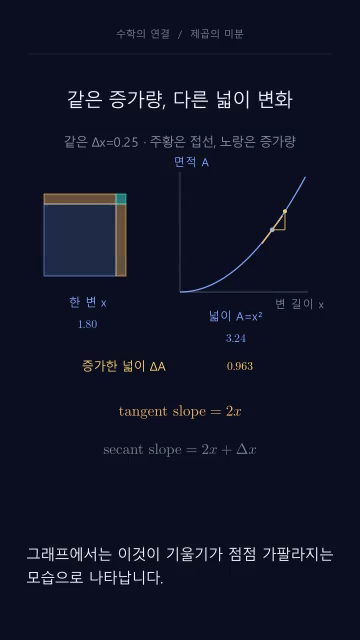 수학의 연결 / 제곱의 미분
같은 증가량, 다른 넓이 변화
같은 Δx=0.25 · 주황은 접선, 노랑은 증가량
면적 A
변 길이 x
한 변 x
1.80
넓이 A=x²
3.24
증가한 넓이 ΔA
0.963
tangent slope = 2x
secant slope = 2x + Δx
그래프에서는 이것이 기울기가 점점 가팔라지는
모습으로 나타납니다.